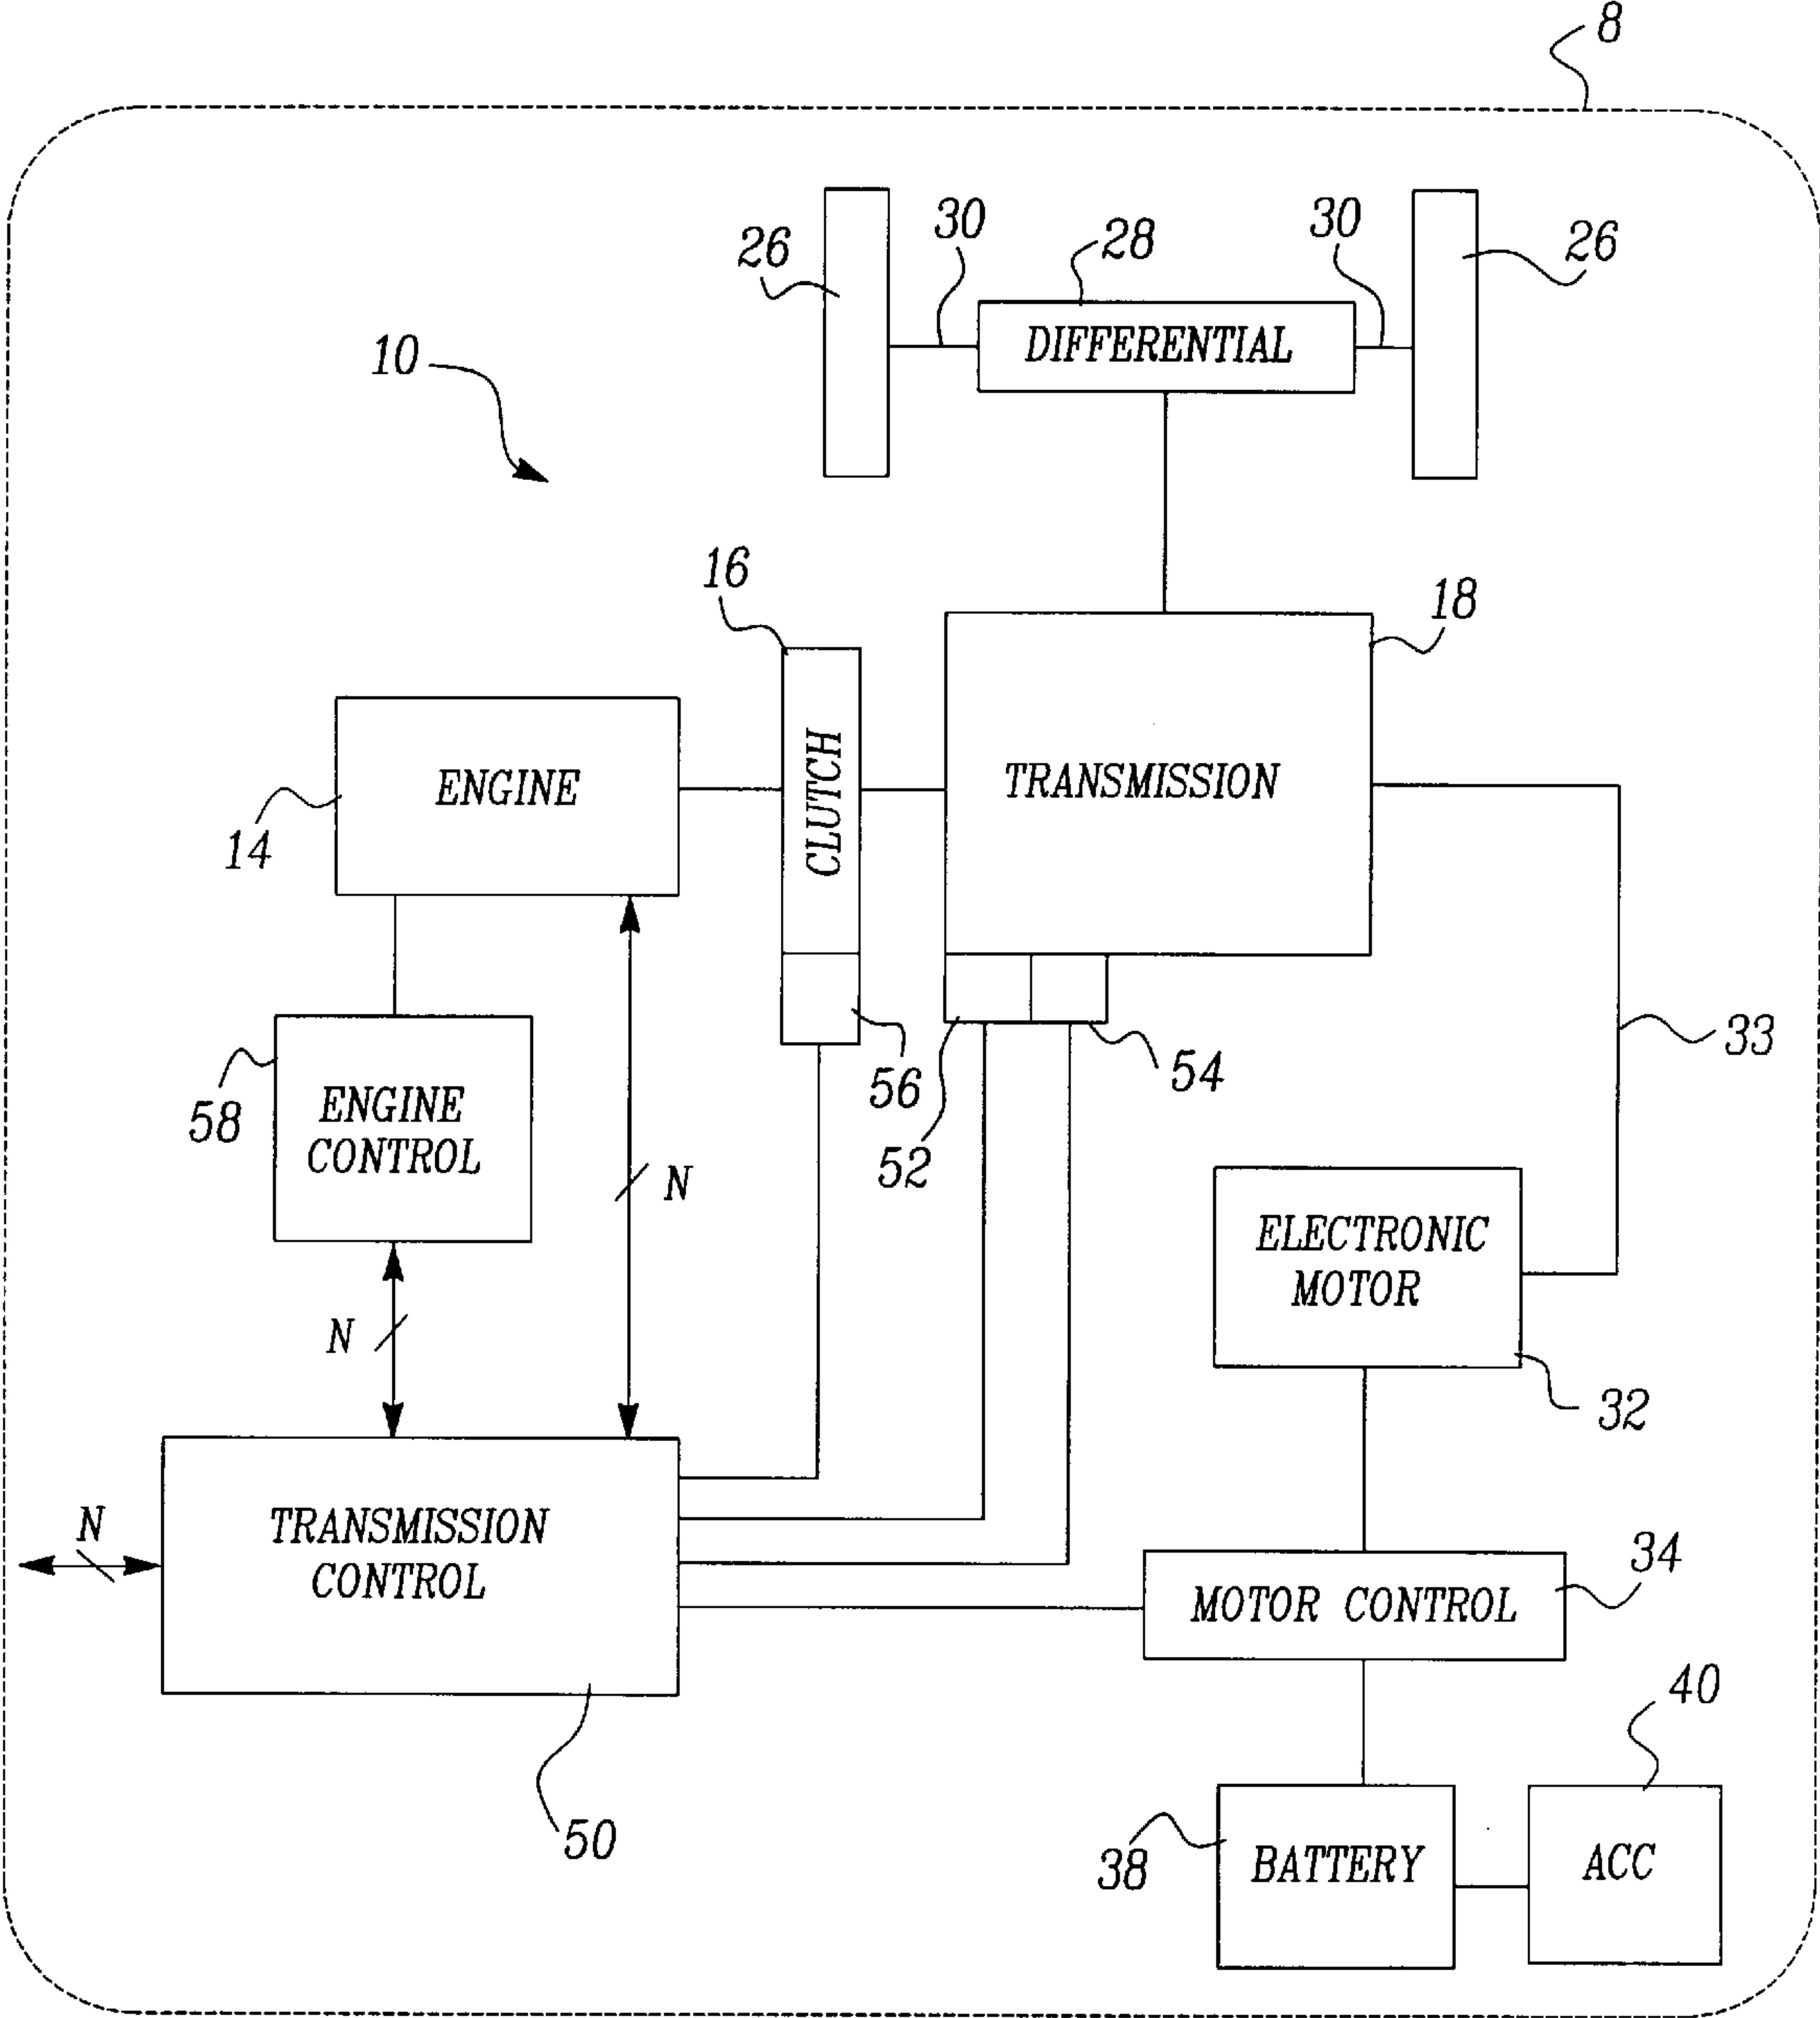 8
26
30
28
30
26
DIFFERENTIAL
10
16
18
ENGINE
CLUTCH
TRANSMISSION
14
33
56
54
58
ENGINE
CONTROL
52
N
ELECTRONIC
MOTOR
N
32
N
TRANSMISSION
CONTROL
34
MOTOR CONTROL
40
50
38
BATTERY
ACC